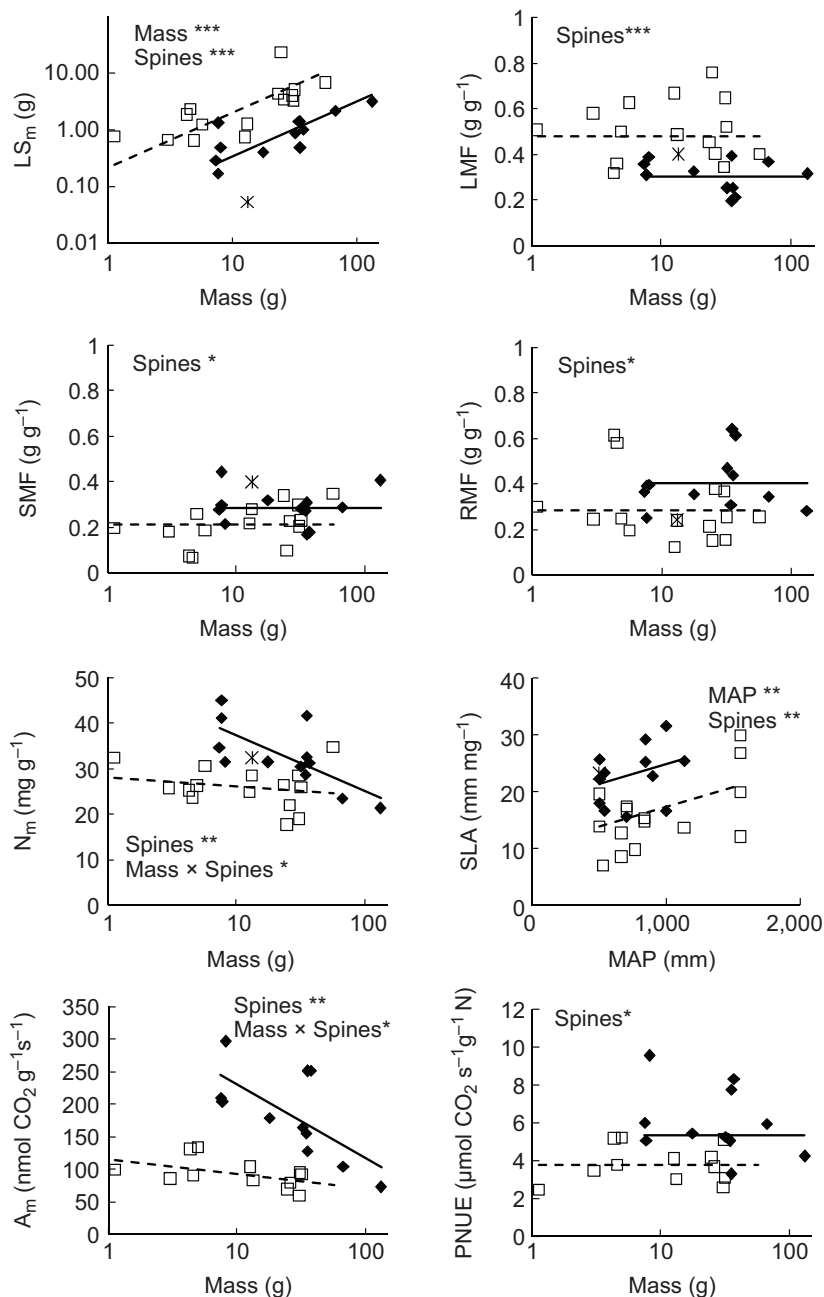 Mass ***
Spines ***
LSₘ (g)
10.00
1.00
0.10
0.01
1
10
100
Mass (g)
Spines***
LMF (g g⁻¹)
1
0.8
0.6
0.4
0.2
0
1
10
100
Mass (g)
Spines *
SMF (g g⁻¹)
1
0.8
0.6
0.4
0.2
0
1
10
100
Mass (g)
Spines*
RMF (g g⁻¹)
1
0.8
0.6
0.4
0.2
0
1
10
100
Mass (g)
Nₘ (mg g⁻¹)
50
40
30
20
10
0
Spines **
Mass × Spines *
1
10
100
Mass (g)
MAP **
Spines **
SLA (mm mg⁻¹)
50
40
30
20
10
0
0
1,000
2,000
MAP (mm)
Spines **
Mass × Spines*
Aₘ (nmol CO₂ g⁻¹s⁻¹)
350
300
250
200
150
100
50
0
1
10
100
Mass (g)
Spines*
PNUE (µmol CO₂ s⁻¹g⁻¹ N)
12
10
8
6
4
2
0
1
10
100
Mass (g)